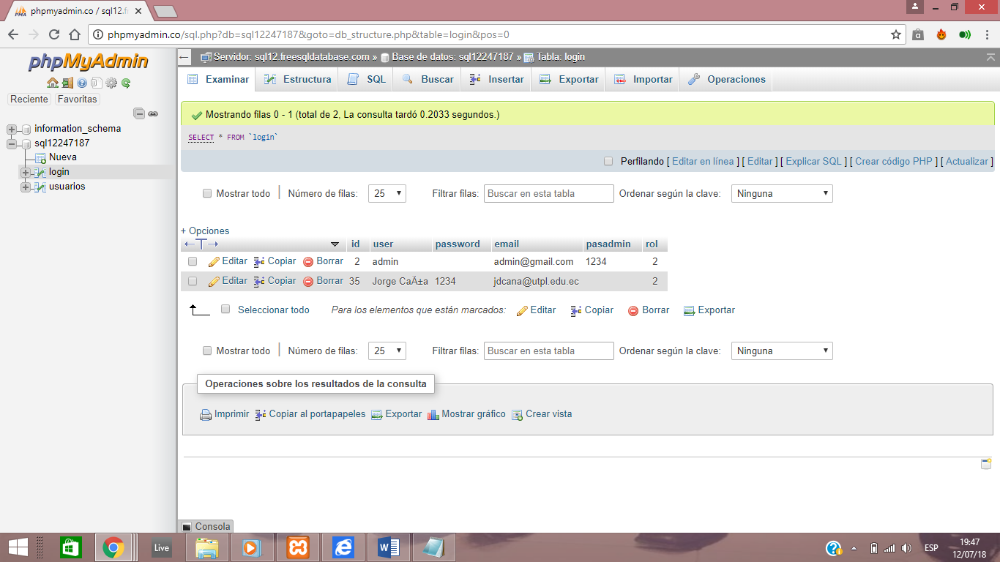 phpmyadmin.co / sql12.f
phpmyadmin.co/sql.php?db=sql12247187&goto=db_structure.php&table=login&pos=0
phpMyAdmin
Reciente Favoritas
information_schema
sql12247187
Nueva
login
usuarios
Servidor: sql12.freesqldatabase.com » Base de datos: sql12247187 » Tabla: login
Examinar Estructura SQL Buscar Insertar Exportar Importar Operaciones
Mostrando filas 0 - 1 (total de 2, La consulta tardó 0.2033 segundos.)
SELECT * FROM `login`
Perfilando [ Editar en línea ] [ Editar ] [ Explicar SQL ] [ Crear código PHP ] [ Actualizar ]
Mostrar todo Número de filas: 25 Filtrar filas: Buscar en esta tabla Ordenar según la clave: Ninguna
+ Opciones
←T→ id user password email pasadmin rol
Editar Copiar Borrar 2 admin admin@gmail.com 1234 2
Editar Copiar Borrar 35 Jorge CaÄ±a 1234 jdcana@utpl.edu.ec 2
Seleccionar todo Para los elementos que están marcados: Editar Copiar Borrar Exportar
Mostrar todo Número de filas: 25 Filtrar filas: Buscar en esta tabla Ordenar según la clave: Ninguna
Operaciones sobre los resultados de la consulta
Imprimir Copiar al portapapeles Exportar Mostrar gráfico Crear vista
Consola
Live
ESP
19:47
12/07/18